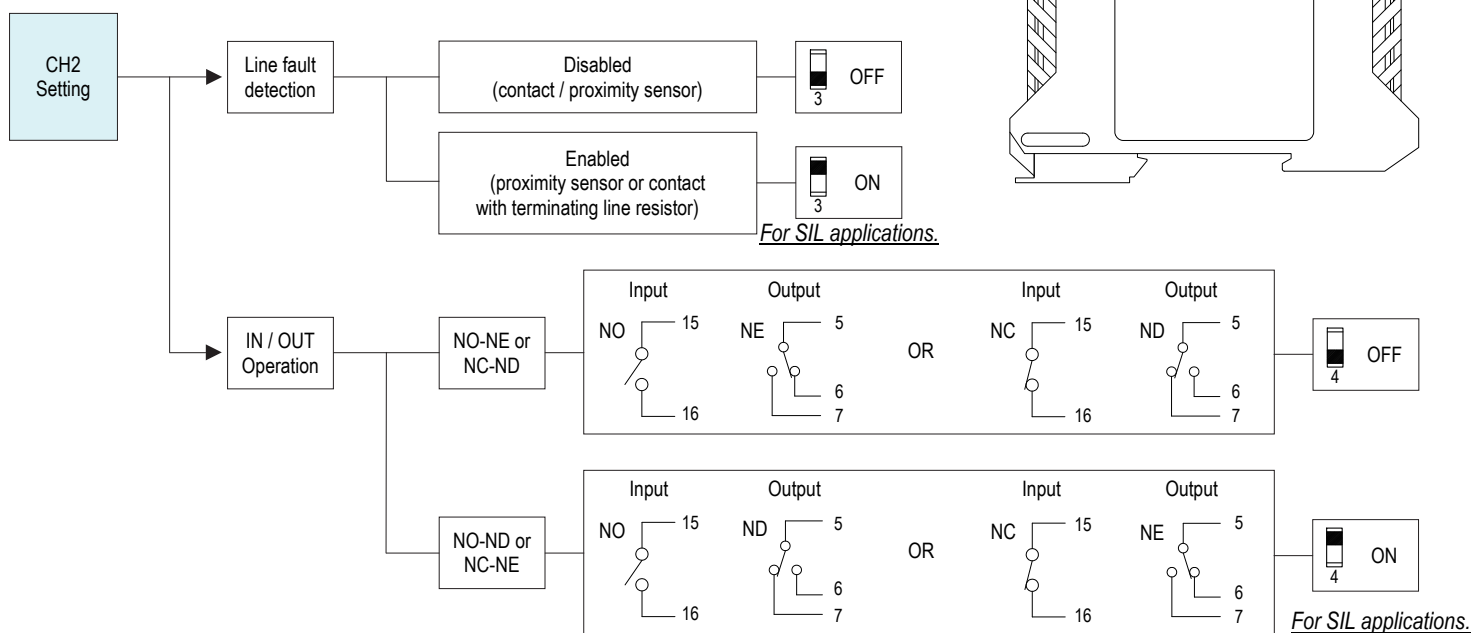 CH2
Setting
Line fault
detection
Disabled
(contact / proximity sensor)
3
OFF
Enabled
(proximity sensor or contact
with terminating line resistor)
3
ON
For SIL applications.
IN / OUT
Operation
NO-NE or
NC-ND
Input
Output
Input
Output
NO
15
16
NE
5
6
7
OR
NC
15
16
ND
5
6
7
4
OFF
NO-ND or
NC-NE
Input
Output
Input
Output
NO
15
16
ND
5
6
7
OR
NC
15
16
NE
5
6
7
4
ON
For SIL applications.